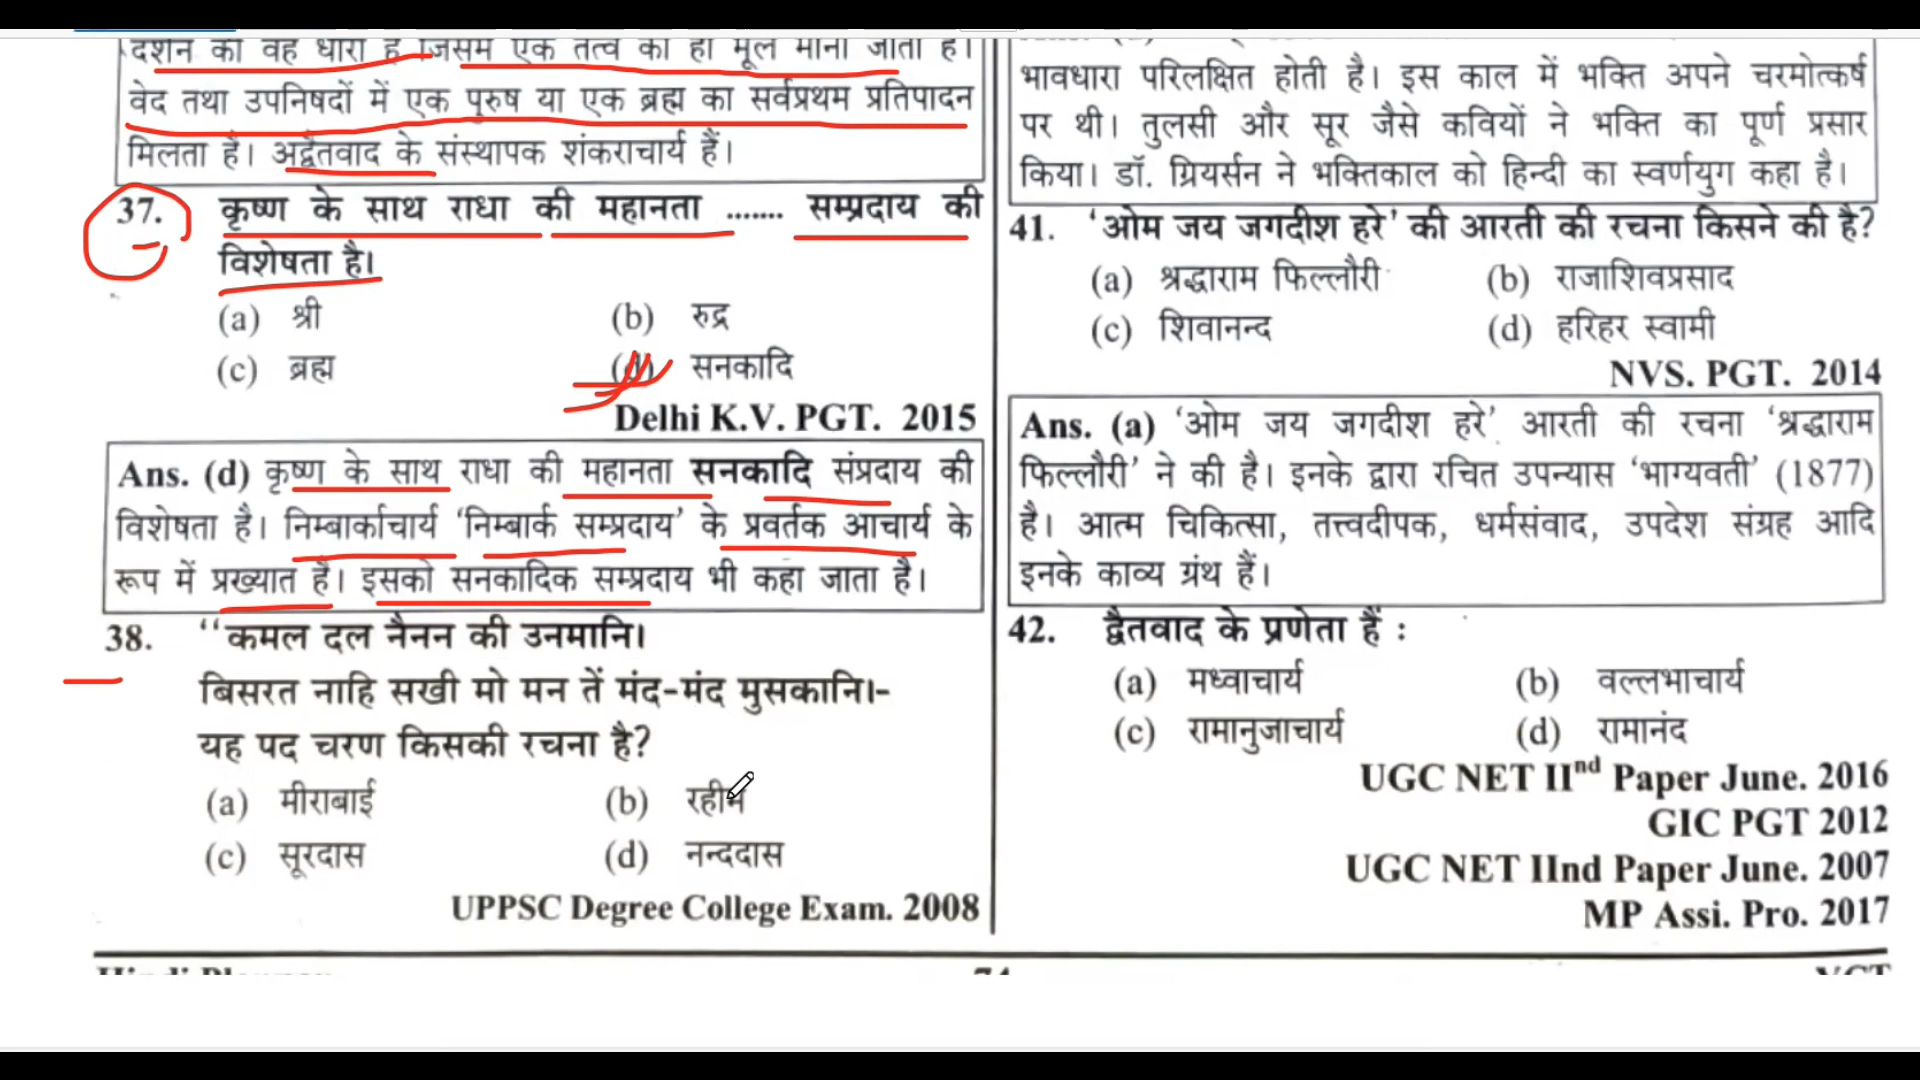 दर्शन की वह धारा है जिसमें एक तत्व को ही मूल माना जाता है।
वेद तथा उपनिषदों में एक पुरुष या एक ब्रह्म का सर्वप्रथम प्रतिपादन
मिलता है। अद्वैतवाद के संस्थापक शंकराचार्य हैं।
37. कृष्ण के साथ राधा की महानता ....... सम्प्रदाय की
विशेषता है।
(a) श्री (b) रुद्र
(c) ब्रह्म (d) सनकादि
Delhi K.V. PGT. 2015
Ans. (d) कृष्ण के साथ राधा की महानता सनकादि संप्रदाय की
विशेषता है। निम्बार्काचार्य 'निम्बार्क सम्प्रदाय' के प्रवर्तक आचार्य के
रूप में प्रख्यात हैं। इसको सनकादिक सम्प्रदाय भी कहा जाता है।
38. ''कमल दल नैनन की उनमानि।
बिसरत नाहि सखी मो मन तें मंद-मंद मुसकानि।-
यह पद चरण किसकी रचना है?
(a) मीराबाई (b) रहीम
(c) सूरदास (d) नन्ददास
UPPSC Degree College Exam. 2008
भावधारा परिलक्षित होती है। इस काल में भक्ति अपने चरमोत्कर्ष
पर थी। तुलसी और सूर जैसे कवियों ने भक्ति का पूर्ण प्रसार
किया। डॉ. ग्रियर्सन ने भक्तिकाल को हिन्दी का स्वर्णयुग कहा है।
41. 'ओम जय जगदीश हरे' की आरती की रचना किसने की है?
(a) श्रद्धाराम फिल्लौरी (b) राजाशिवप्रसाद
(c) शिवानन्द (d) हरिहर स्वामी
NVS. PGT. 2014
Ans. (a) 'ओम जय जगदीश हरे' आरती की रचना 'श्रद्धाराम
फिल्लौरी' ने की है। इनके द्वारा रचित उपन्यास 'भाग्यवती' (1877)
है। आत्म चिकित्सा, तत्त्वदीपक, धर्मसंवाद, उपदेश संग्रह आदि
इनके काव्य ग्रंथ हैं।
42. द्वैतवाद के प्रणेता हैं :
(a) मध्वाचार्य (b) वल्लभाचार्य
(c) रामानुजाचार्य (d) रामानंद
UGC NET IInd Paper June. 2016
GIC PGT 2012
UGC NET IInd Paper June. 2007
MP Assi. Pro. 2017